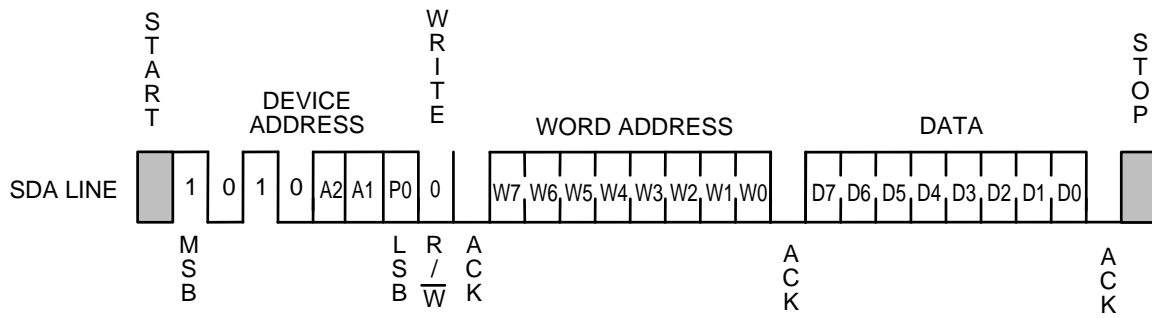 START
WRITE
STOP
DEVICE
ADDRESS
WORD ADDRESS
DATA
SDA LINE
1 0 1 0 A2 A1 P0 0 W7 W6 W5 W4 W3 W2 W1 W0 D7 D6 D5 D4 D3 D2 D1 D0
MSB
LSB
R/W
ACK
ACK
ACK